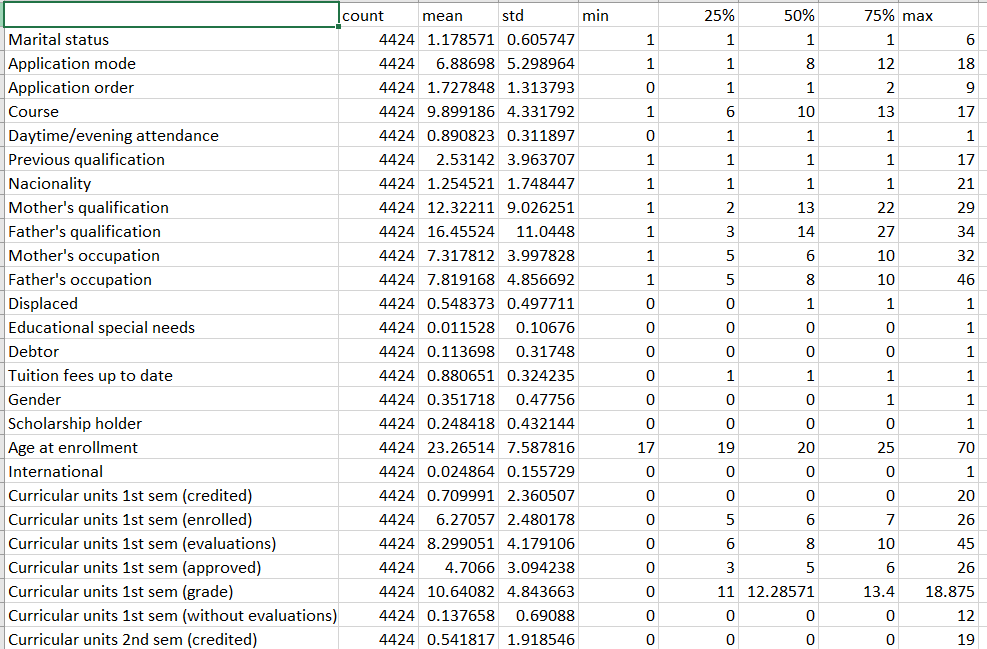 count mean std min 25% 50% 75% max
Marital status 4424 1.178571 0.605747 1 1 1 1 6
Application mode 4424 6.88698 5.298964 1 1 8 12 18
Application order 4424 1.727848 1.313793 0 1 1 2 9
Course 4424 9.899186 4.331792 1 6 10 13 17
Daytime/evening attendance 4424 0.890823 0.311897 0 1 1 1 1
Previous qualification 4424 2.53142 3.963707 1 1 1 1 17
Nacionality 4424 1.254521 1.748447 1 1 1 1 21
Mother's qualification 4424 12.32211 9.026251 1 2 13 22 29
Father's qualification 4424 16.45524 11.0448 1 3 14 27 34
Mother's occupation 4424 7.317812 3.997828 1 5 6 10 32
Father's occupation 4424 7.819168 4.856692 1 5 8 10 46
Displaced 4424 0.548373 0.497711 0 0 1 1 1
Educational special needs 4424 0.011528 0.10676 0 0 0 0 1
Debtor 4424 0.113698 0.31748 0 0 0 0 1
Tuition fees up to date 4424 0.880651 0.324235 0 1 1 1 1
Gender 4424 0.351718 0.47756 0 0 0 1 1
Scholarship holder 4424 0.248418 0.432144 0 0 0 0 1
Age at enrollment 4424 23.26514 7.587816 17 19 20 25 70
International 4424 0.024864 0.155729 0 0 0 0 1
Curricular units 1st sem (credited) 4424 0.709991 2.360507 0 0 0 0 20
Curricular units 1st sem (enrolled) 4424 6.27057 2.480178 0 5 6 7 26
Curricular units 1st sem (evaluations) 4424 8.299051 4.179106 0 6 8 10 45
Curricular units 1st sem (approved) 4424 4.7066 3.094238 0 3 5 6 26
Curricular units 1st sem (grade) 4424 10.64082 4.843663 0 11 12.28571 13.4 18.875
Curricular units 1st sem (without evaluations) 4424 0.137658 0.69088 0 0 0 0 12
Curricular units 2nd sem (credited) 4424 0.541817 1.918546 0 0 0 0 19